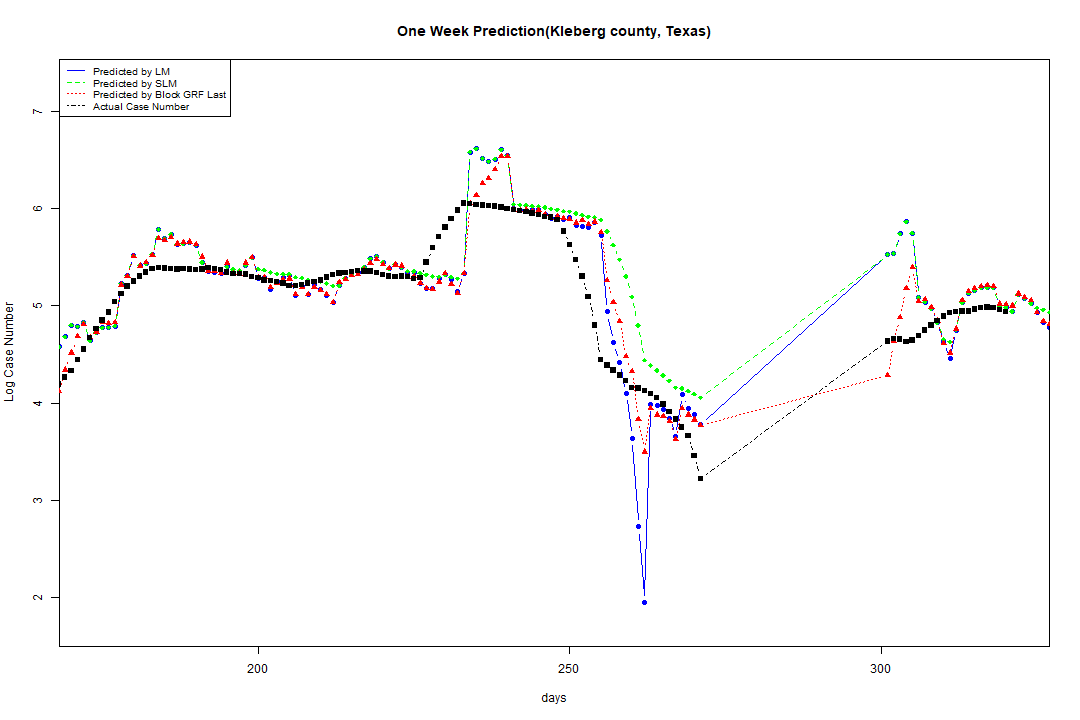 One Week Prediction(Kleberg county, Texas)
Predicted by LM
Predicted by SLM
Predicted by Block GRF Last
Actual Case Number
Log Case Number
7
6
5
4
3
2
200
250
300
days